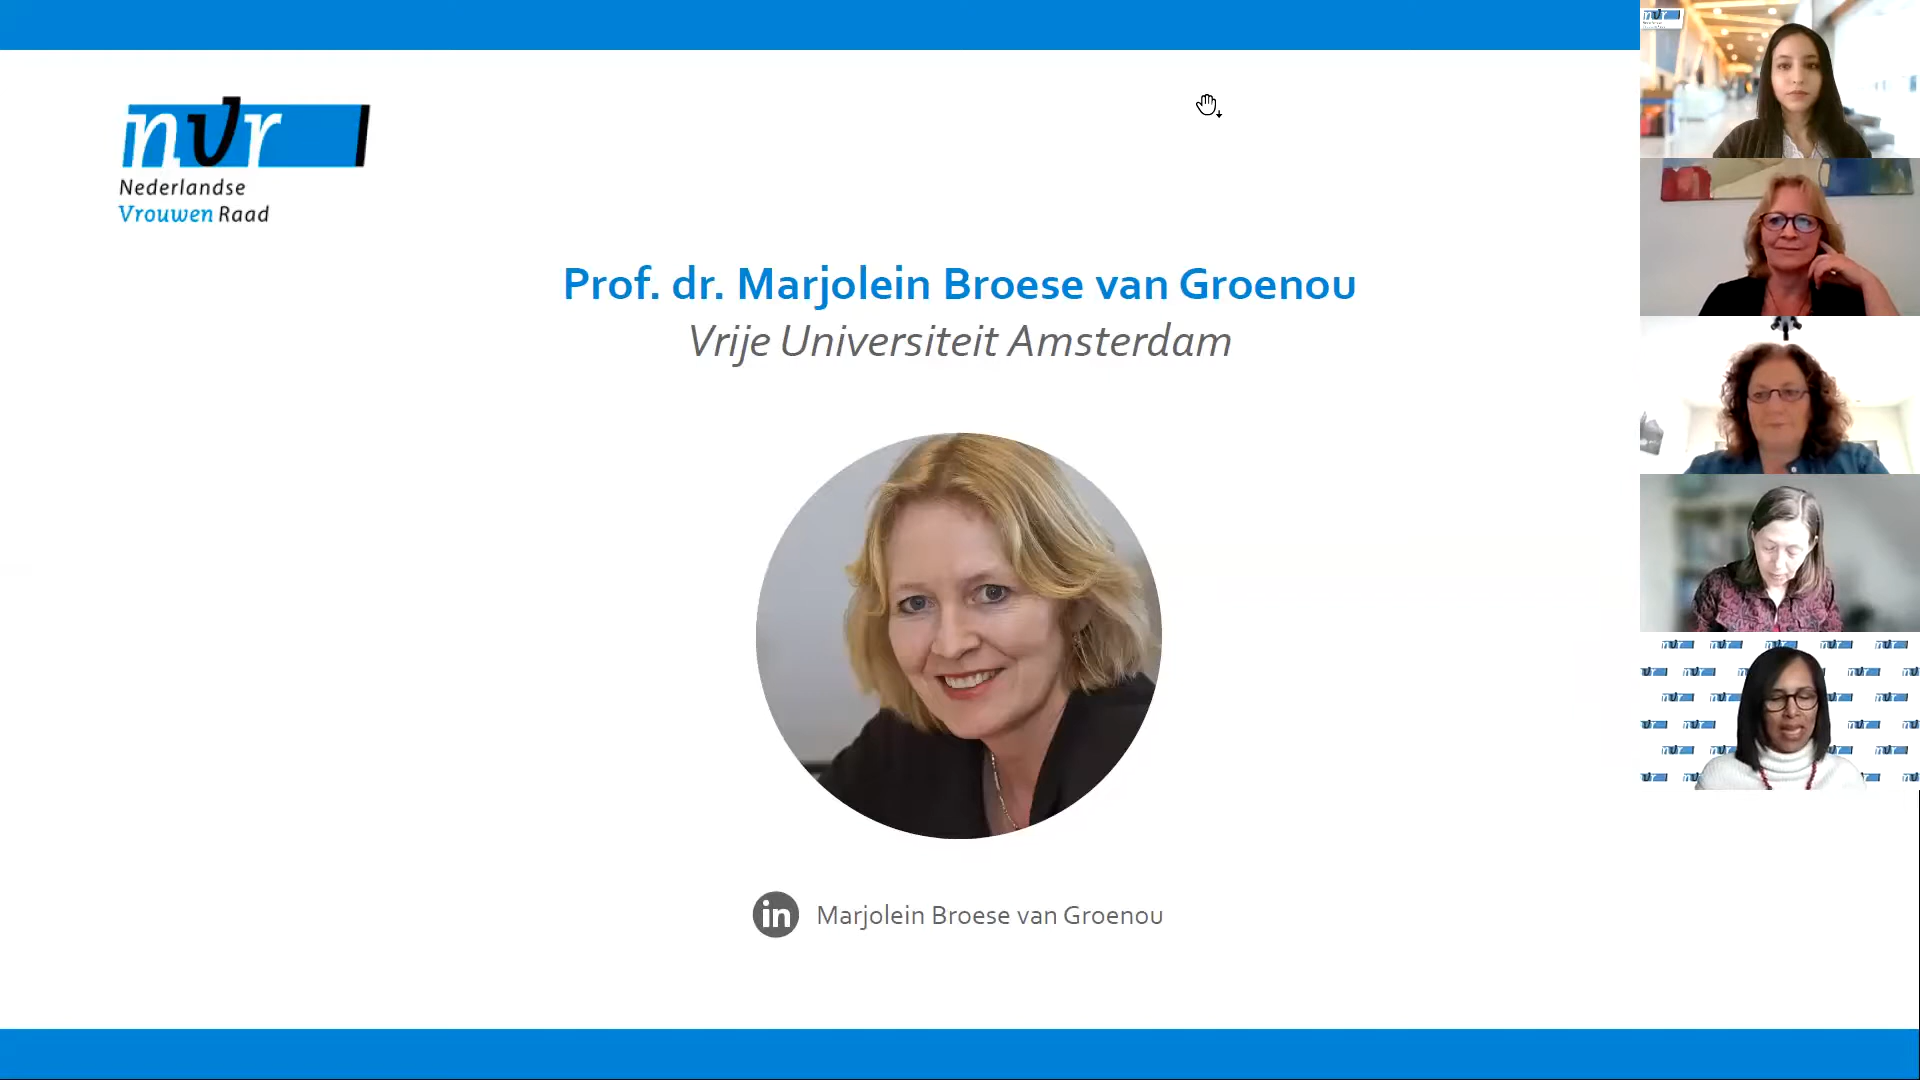 nvr
Nederlandse
Vrouwen Raad
Prof. dr. Marjolein Broese van Groenou
Vrije Universiteit Amsterdam
in Marjolein Broese van Groenou